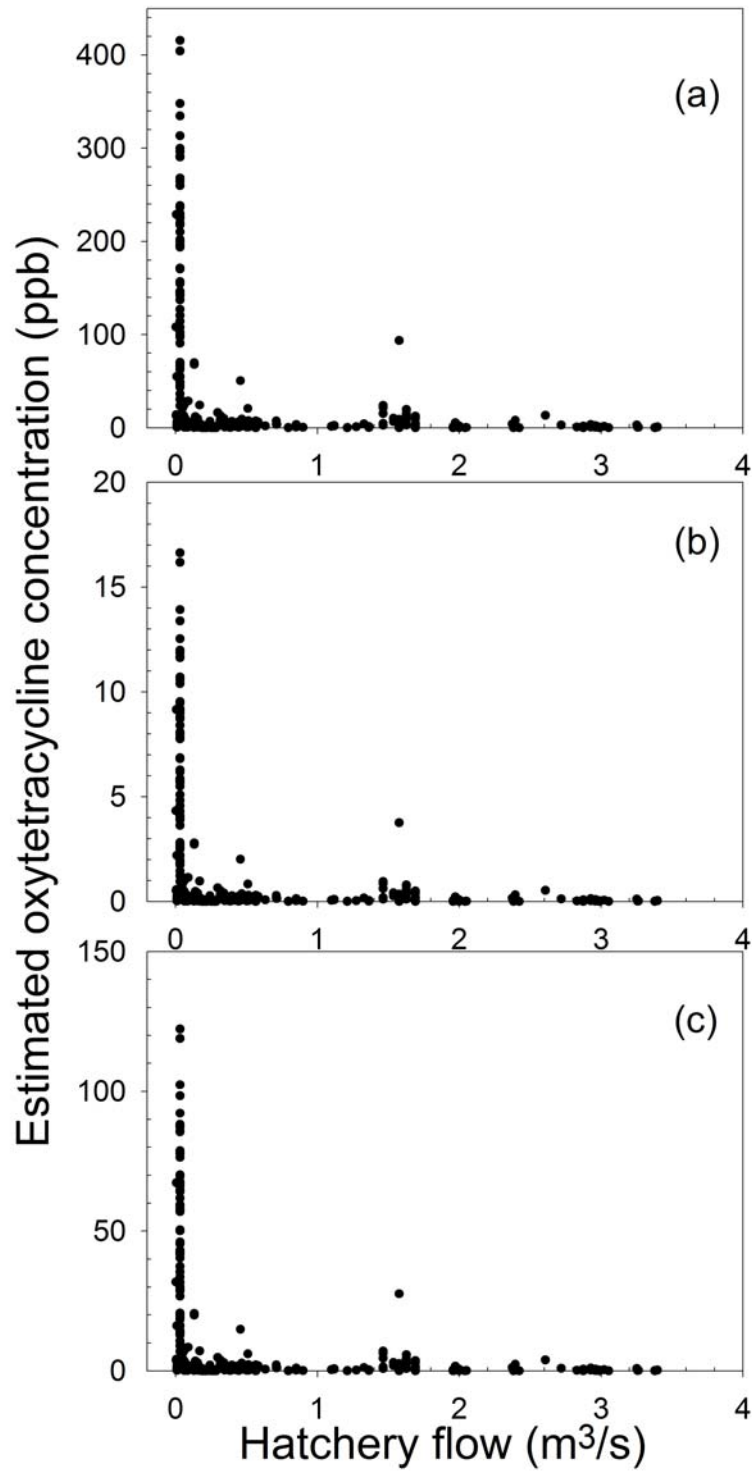 Estimated oxytetracycline concentration (ppb)
(a)
400
300
200
100
0
0 1 2 3 4
(b)
20
15
10
5
0
0 1 2 3 4
(c)
150
100
50
0
0 1 2 3 4
Hatchery flow (m³/s)